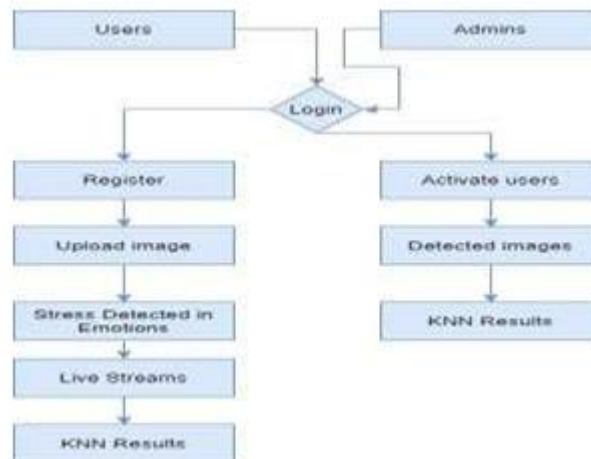 Users
Admins
Login
Register
Activate users
Upload image
Detected images
Stress Detected in
Emotions
KNN Results
Live Streams
KNN Results